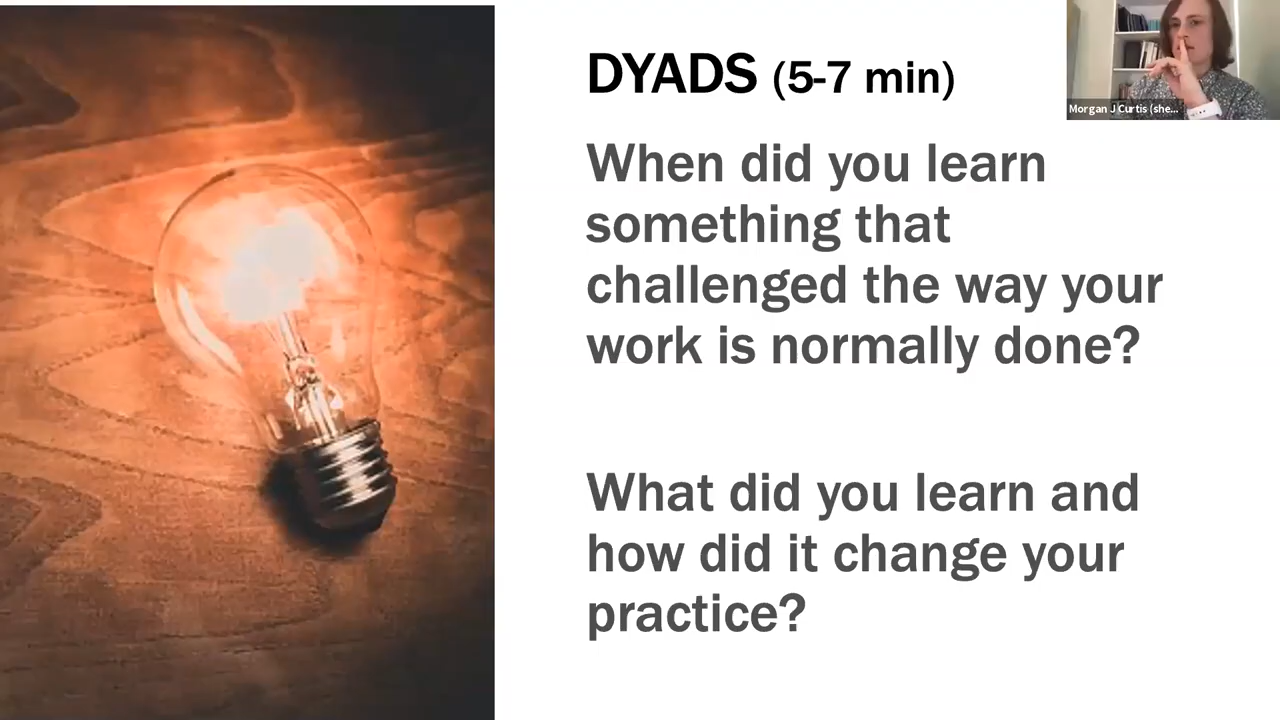 DYADS (5-7 min)
Morgan J Curtis (she...
When did you learn
something that
challenged the way your
work is normally done?
What did you learn and
how did it change your
practice?